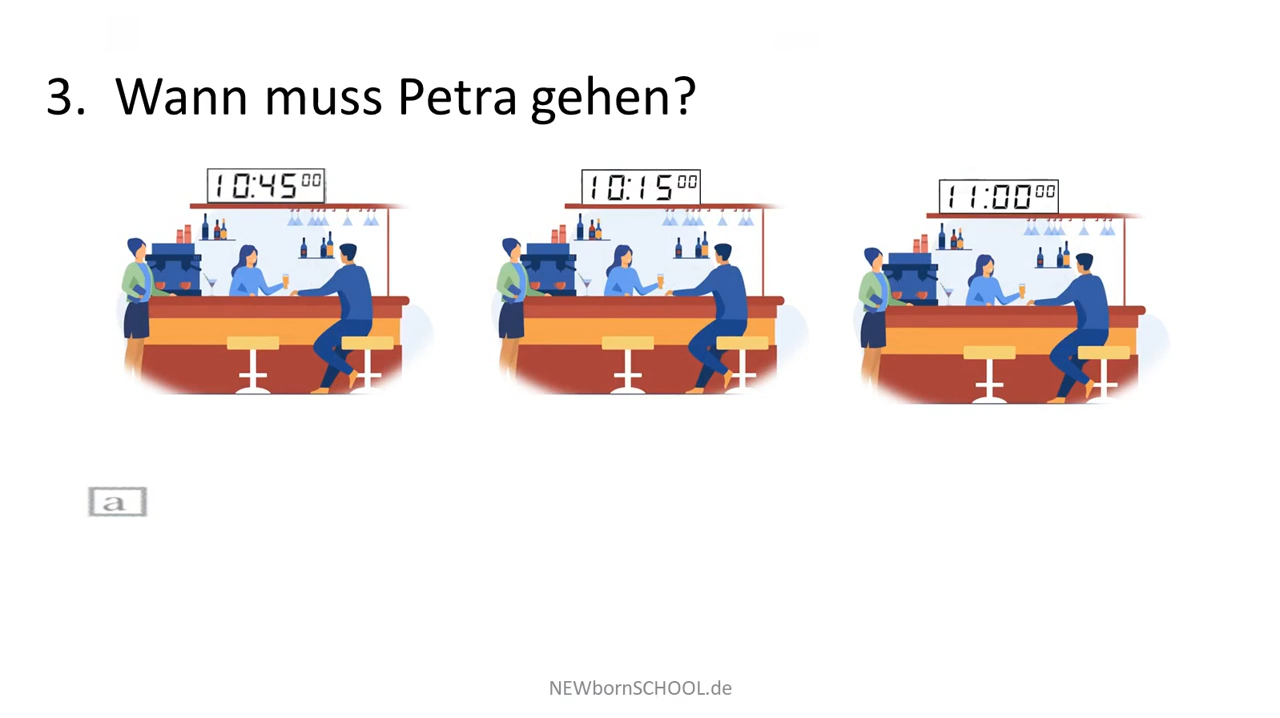 3. Wann muss Petra gehen?
10:45 00
10:15 00
11:00 00
a
NEWbornSCHOOL.de